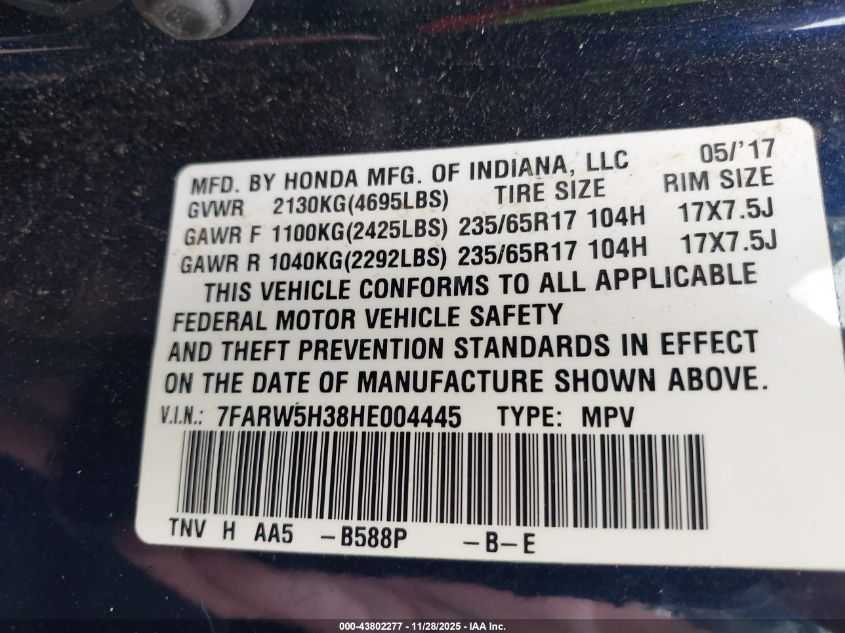 MFD. BY HONDA MFG. OF INDIANA, LLC 05/'17
GVWR 2130KG(4695LBS) TIRE SIZE RIM SIZE
GAWR F 1100KG(2425LBS) 235/65R17 104H 17X7.5J
GAWR R 1040KG(2292LBS) 235/65R17 104H 17X7.5J
THIS VEHICLE CONFORMS TO ALL APPLICABLE
FEDERAL MOTOR VEHICLE SAFETY
AND THEFT PREVENTION STANDARDS IN EFFECT
ON THE DATE OF MANUFACTURE SHOWN ABOVE.
V.I.N.: 7FARW5H38HE004445 TYPE: MPV
TNV H AA5 -B588P -B-E
000-43802277 - 11/28/2025 - IAA Inc.